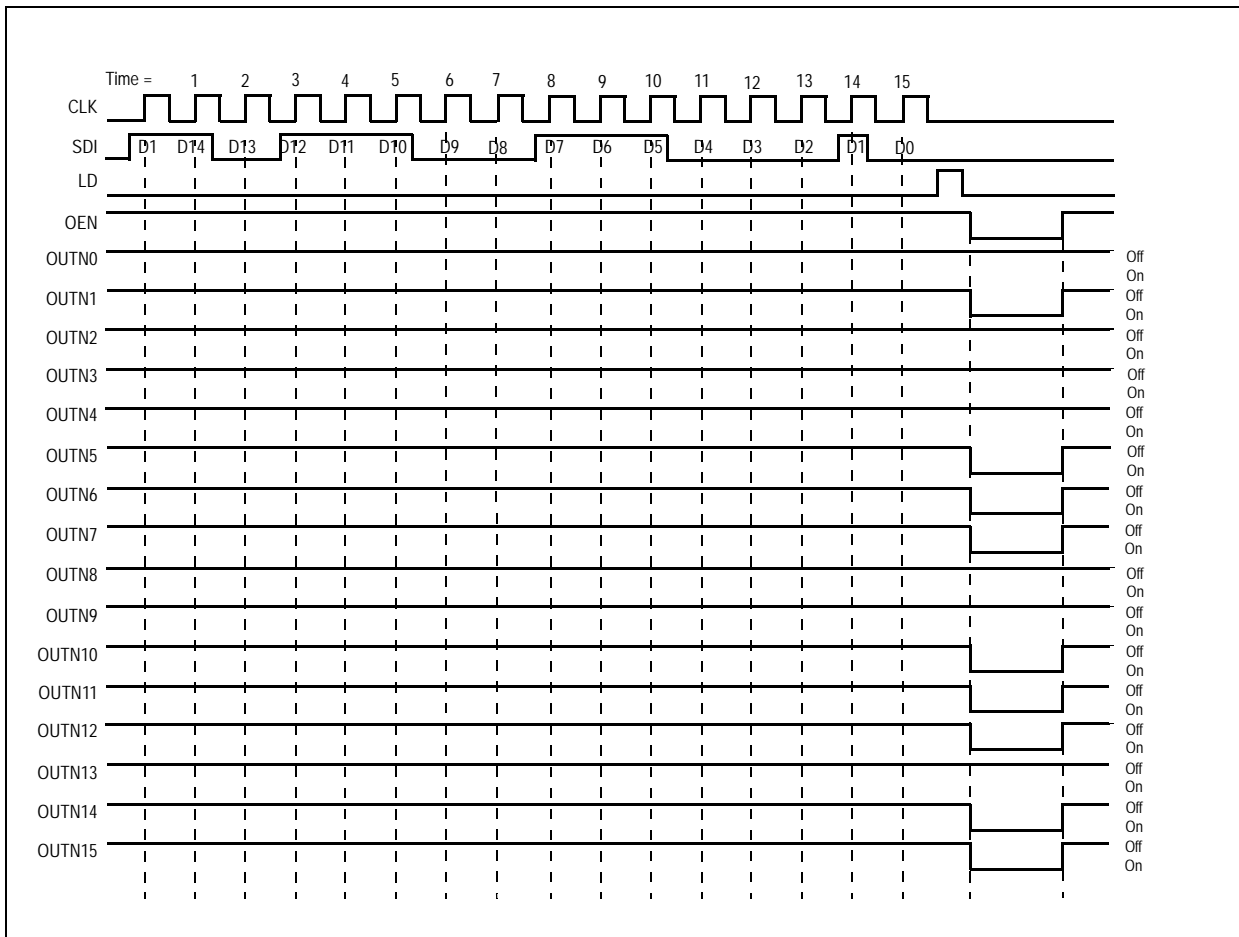 Time = 1 2 3 4 5 6 7 8 9 10 11 12 13 14 15
CLK
SDI D1 D14 D13 D12 D11 D10 D9 D8 D7 D6 D5 D4 D3 D2 D1 D0
LD
OEN
OUTN0 Off
On
OUTN1 Off
On
OUTN2 Off
On
OUTN3 Off
On
OUTN4 Off
On
OUTN5 Off
On
OUTN6 Off
On
OUTN7 Off
On
OUTN8 Off
On
OUTN9 Off
On
OUTN10 Off
On
OUTN11 Off
On
OUTN12 Off
On
OUTN13 Off
On
OUTN14 Off
On
OUTN15 Off
On